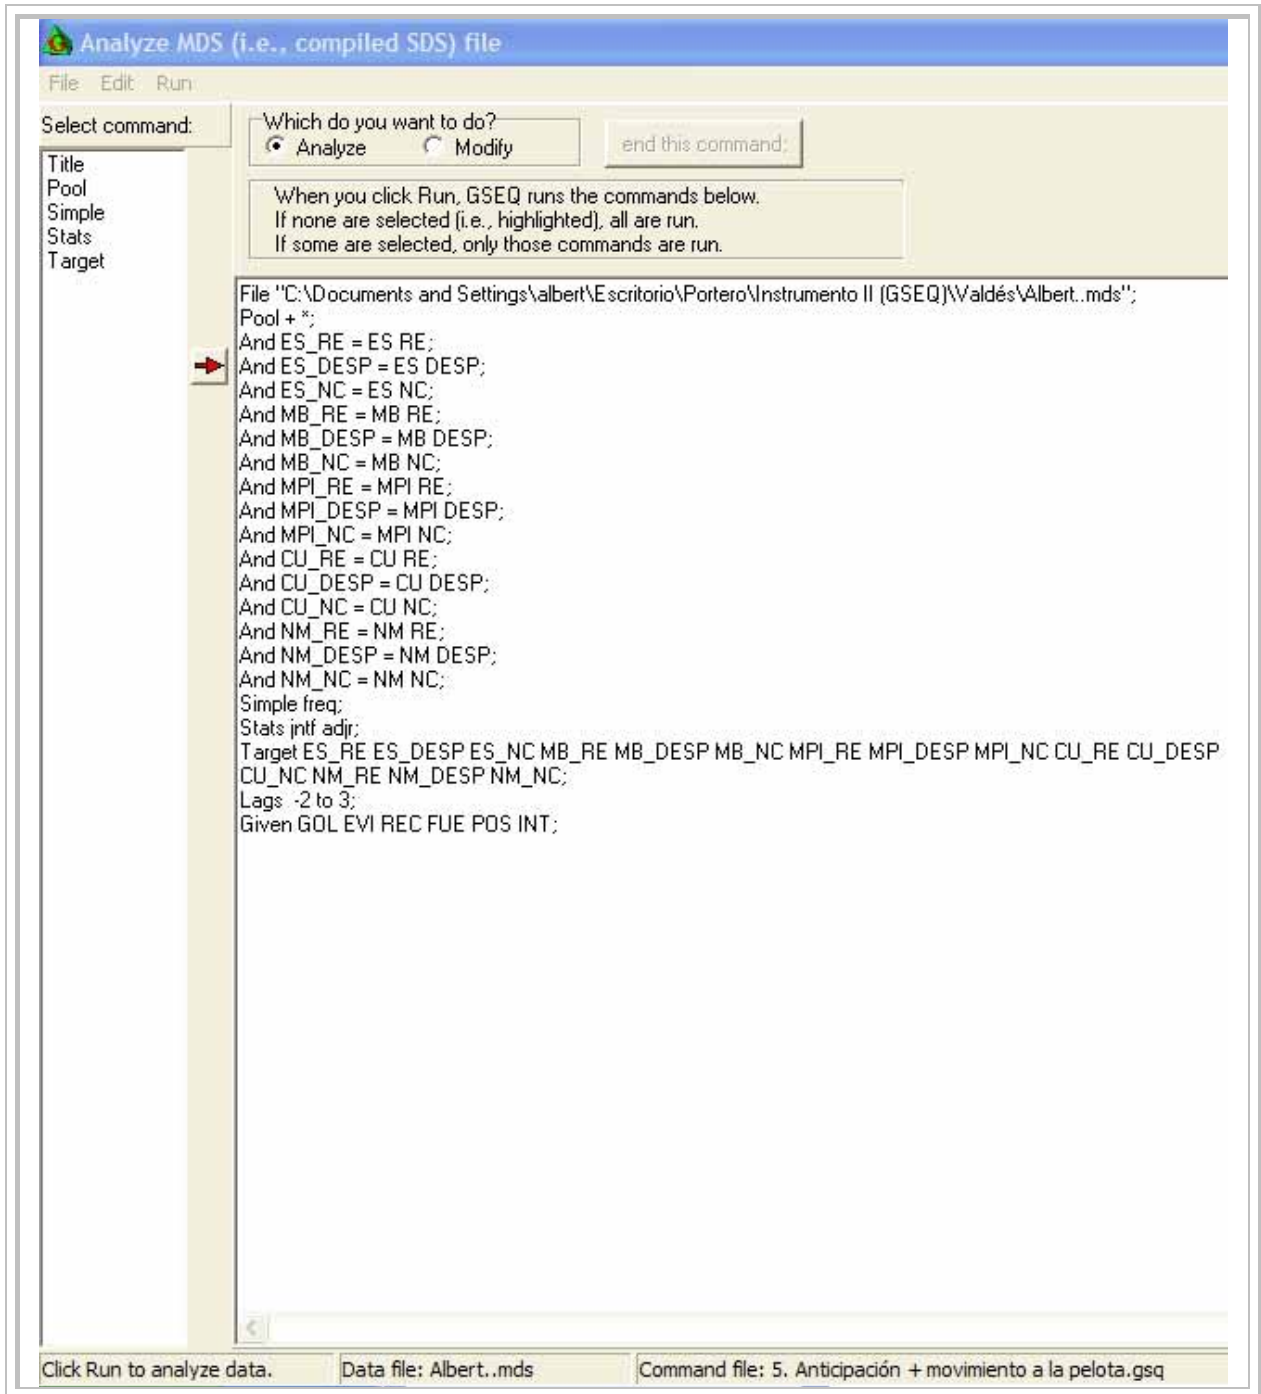 Analyze MDS (i.e., compiled SDS) file
File Edit Run
Select command:
Title
Pool
Simple
Stats
Target
Which do you want to do?
Analyze Modify
end this command;
When you click Run, GSEQ runs the commands below.
If none are selected (i.e., highlighted), all are run.
If some are selected, only those commands are run.
File "C:\Documents and Settings\albert\Escritorio\Portero\Instrumento II (GSEQ)\Valdés\Albert..mds";
Pool + *;
And ES_RE = ES RE;
And ES_DESP = ES DESP;
And ES_NC = ES NC;
And MB_RE = MB RE;
And MB_DESP = MB DESP;
And MB_NC = MB NC;
And MPI_RE = MPI RE;
And MPI_DESP = MPI DESP;
And MPI_NC = MPI NC;
And CU_RE = CU RE;
And CU_DESP = CU DESP;
And CU_NC = CU NC;
And NM_RE = NM RE;
And NM_DESP = NM DESP;
And NM_NC = NM NC;
Simple freq;
Stats jntf adjr;
Target ES_RE ES_DESP ES_NC MB_RE MB_DESP MB_NC MPI_RE MPI_DESP MPI_NC CU_RE CU_DESP
CU_NC NM_RE NM_DESP NM_NC;
Lags -2 to 3;
Given GOL EVI REC FUE POS INT;
Click Run to analyze data.
Data file: Albert..mds
Command file: 5. Anticipación + movimiento a la pelota.gsq